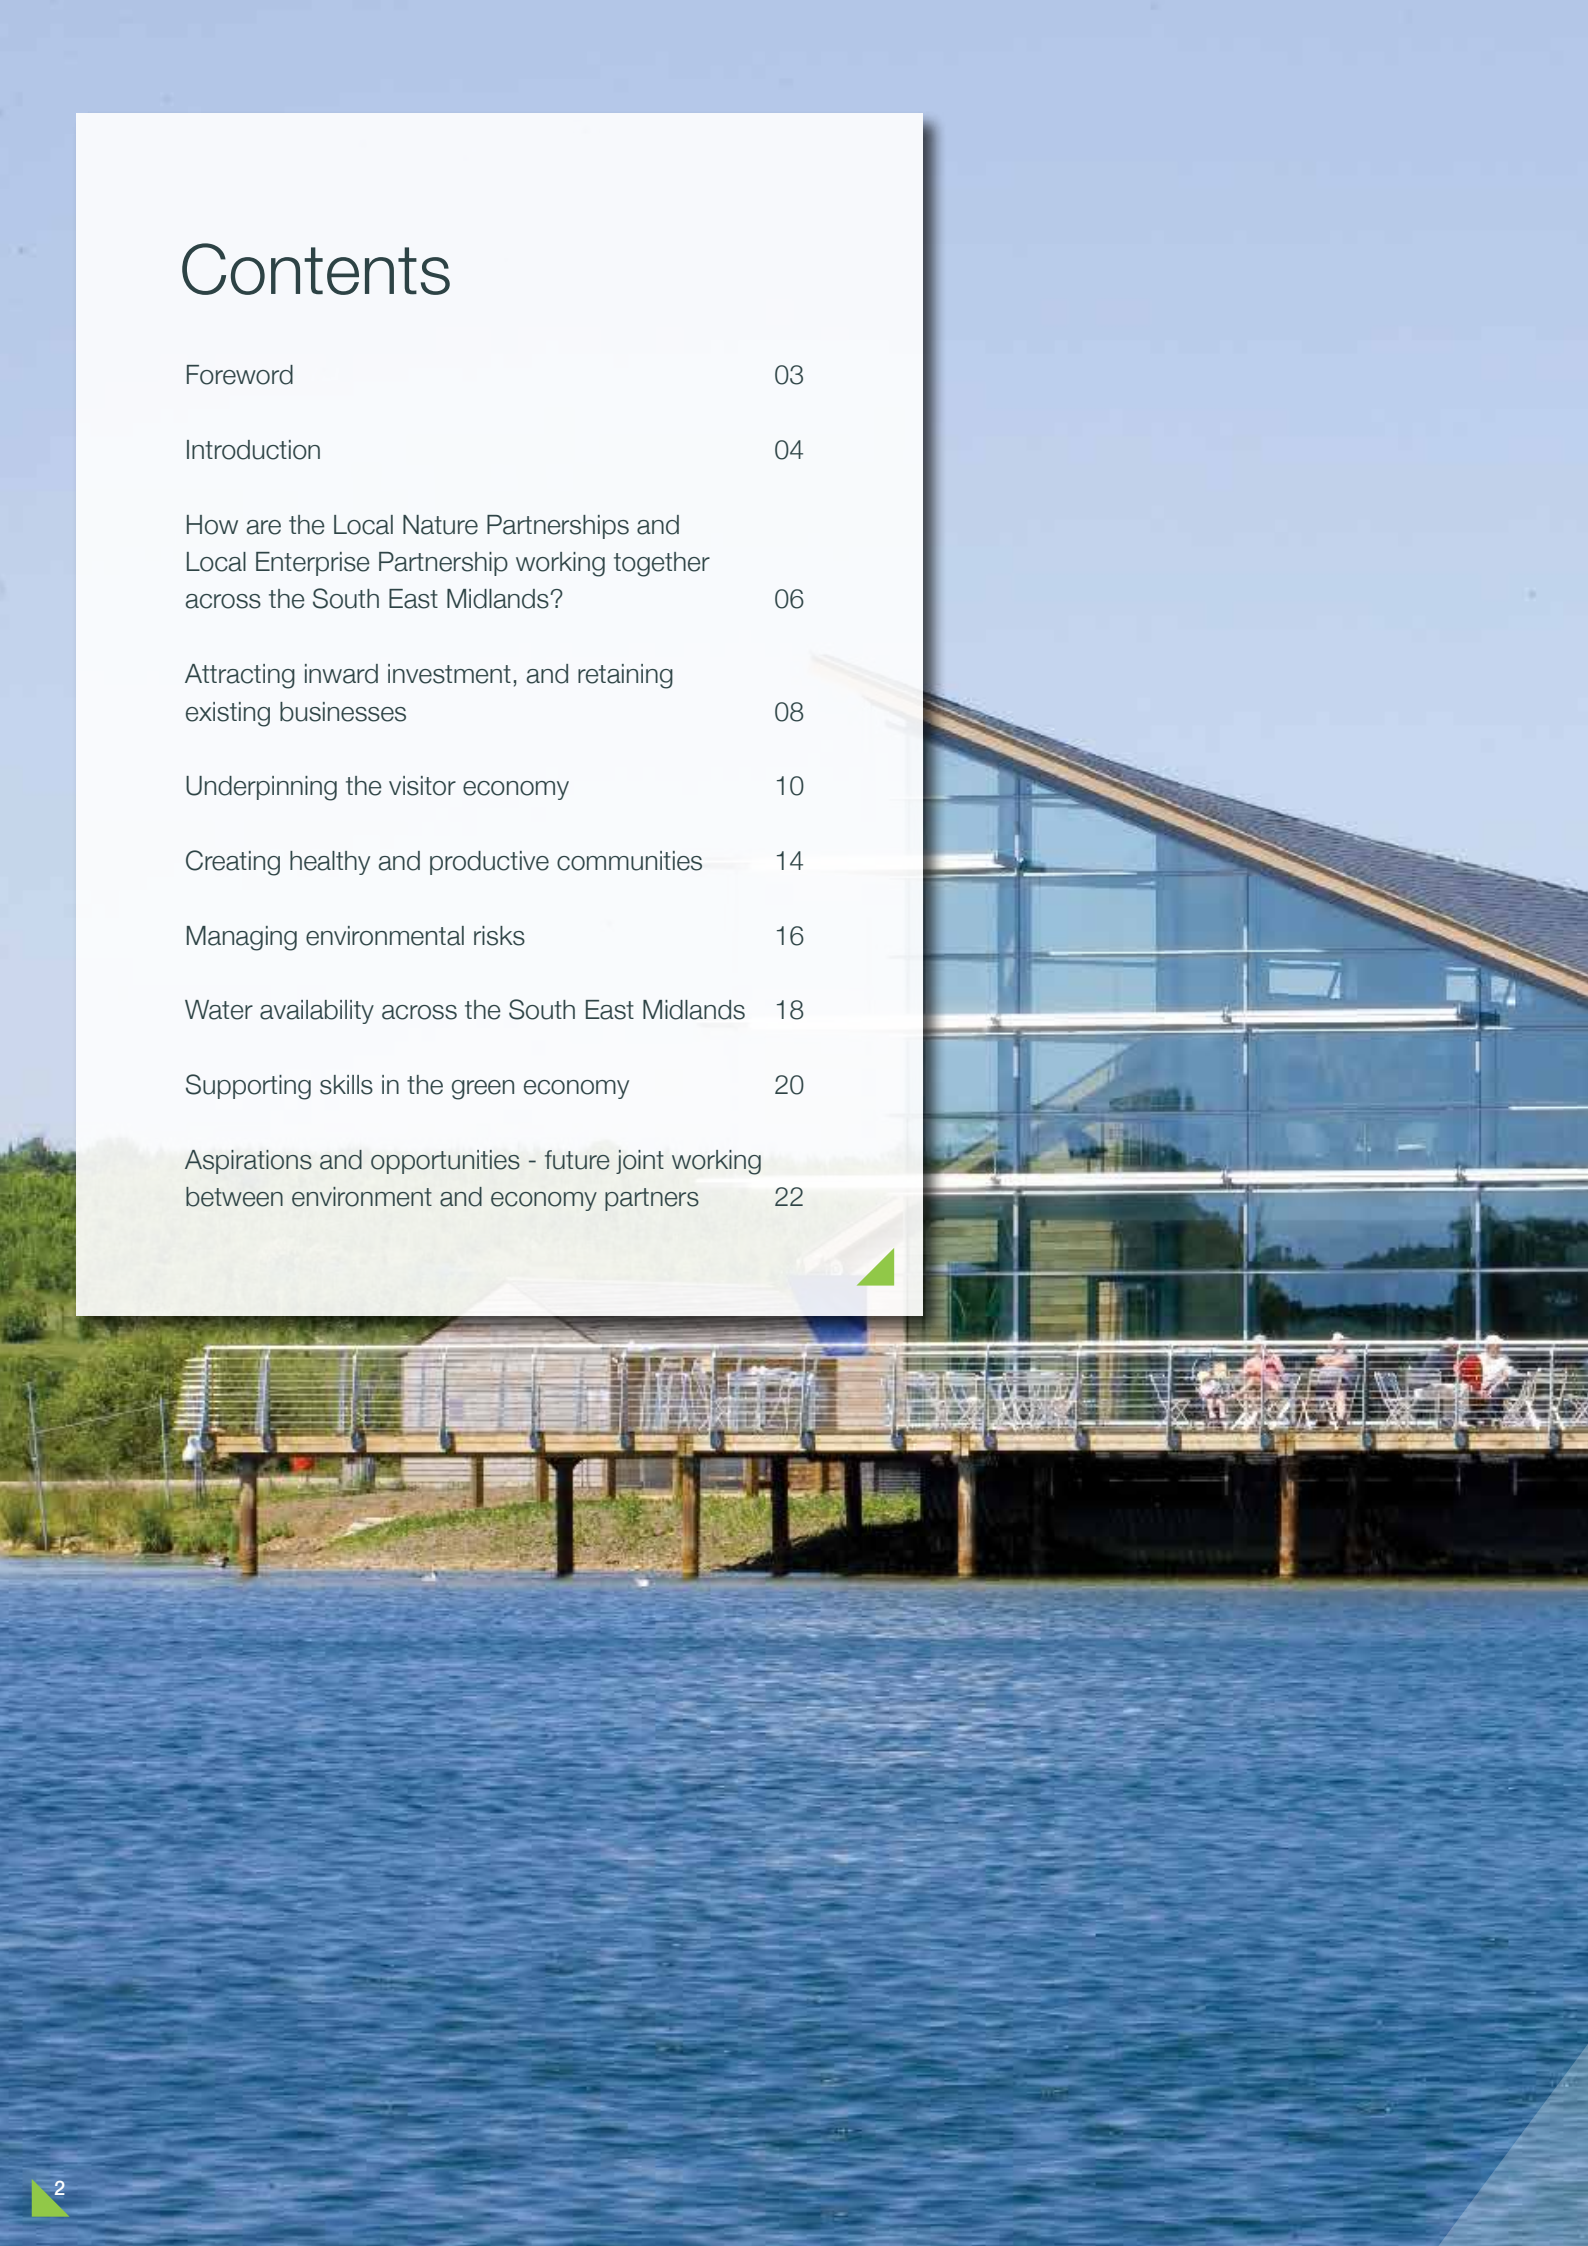 Contents
Foreword 03
Introduction 04
How are the Local Nature Partnerships and
Local Enterprise Partnership working together
across the South East Midlands? 06
Attracting inward investment, and retaining
existing businesses 08
Underpinning the visitor economy 10
Creating healthy and productive communities 14
Managing environmental risks 16
Water availability across the South East Midlands 18
Supporting skills in the green economy 20
Aspirations and opportunities - future joint working
between environment and economy partners 22
2